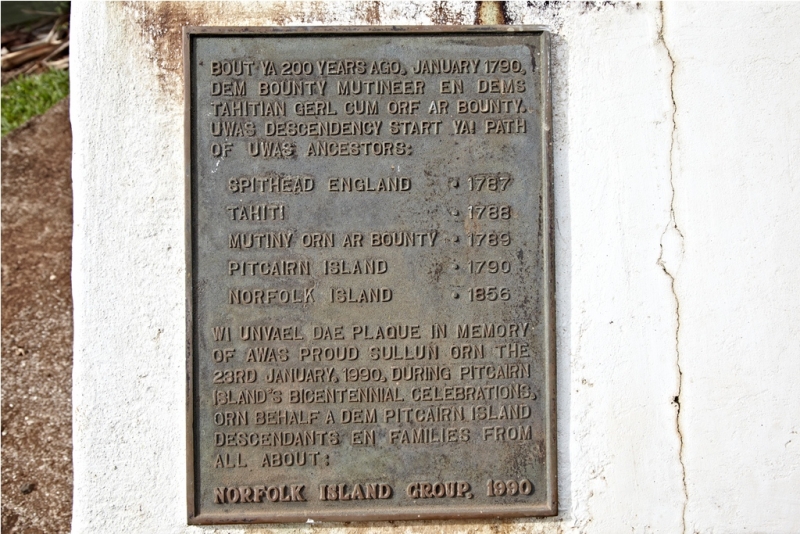 BOUT YA 200 YEARS AGO, JANUARY 1790,
DEM BOUNTY MUTINEER EN DEMS
TAHITIAN GERL CUM ORF AR BOUNTY.
UWAS DESCENDENCY START YA! PATH
OF UWAS ANCESTORS:
SPITHEAD ENGLAND • 1787
TAHITI • 1788
MUTINY ORN AR BOUNTY • 1789
PITCAIRN ISLAND • 1790
NORFOLK ISLAND • 1856
WI UNVAEL DAE PLAQUE IN MEMORY
OF AWAS PROUD SULLUN ORN THE
23RD JANUARY, 1990, DURING PITCAIRN
ISLAND'S BICENTENNIAL CELEBRATIONS,
ORN BEHALF A DEM PITCAIRN ISLAND
DESCENDANTS EN FAMILIES FROM
ALL ABOUT:
NORFOLK ISLAND GROUP, 1990